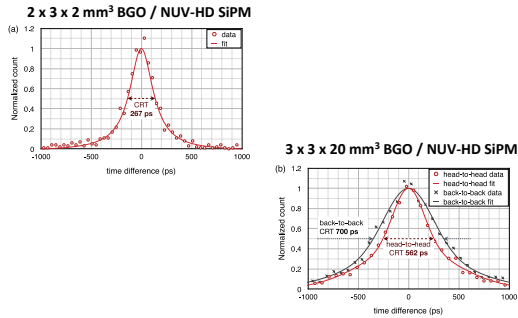 2 x 3 x 2 mm³ BGO / NUV-HD SiPM
(a)
Normalized count
1.2
1
0.8
0.6
0.4
0.2
0
-1000 -500 0 500 1000
time difference (ps)
data
fit
CRT
267 ps
3 x 3 x 20 mm³ BGO / NUV-HD SiPM
(b)
Normalized count
1.2
1
0.8
0.6
0.4
0.2
0
-1000 -500 0 500 1000
time difference (ps)
head-to-head data
head-to-head fit
back-to-back data
back-to-back fit
back-to-back
CRT 700 ps
head-to-head
CRT 562 ps